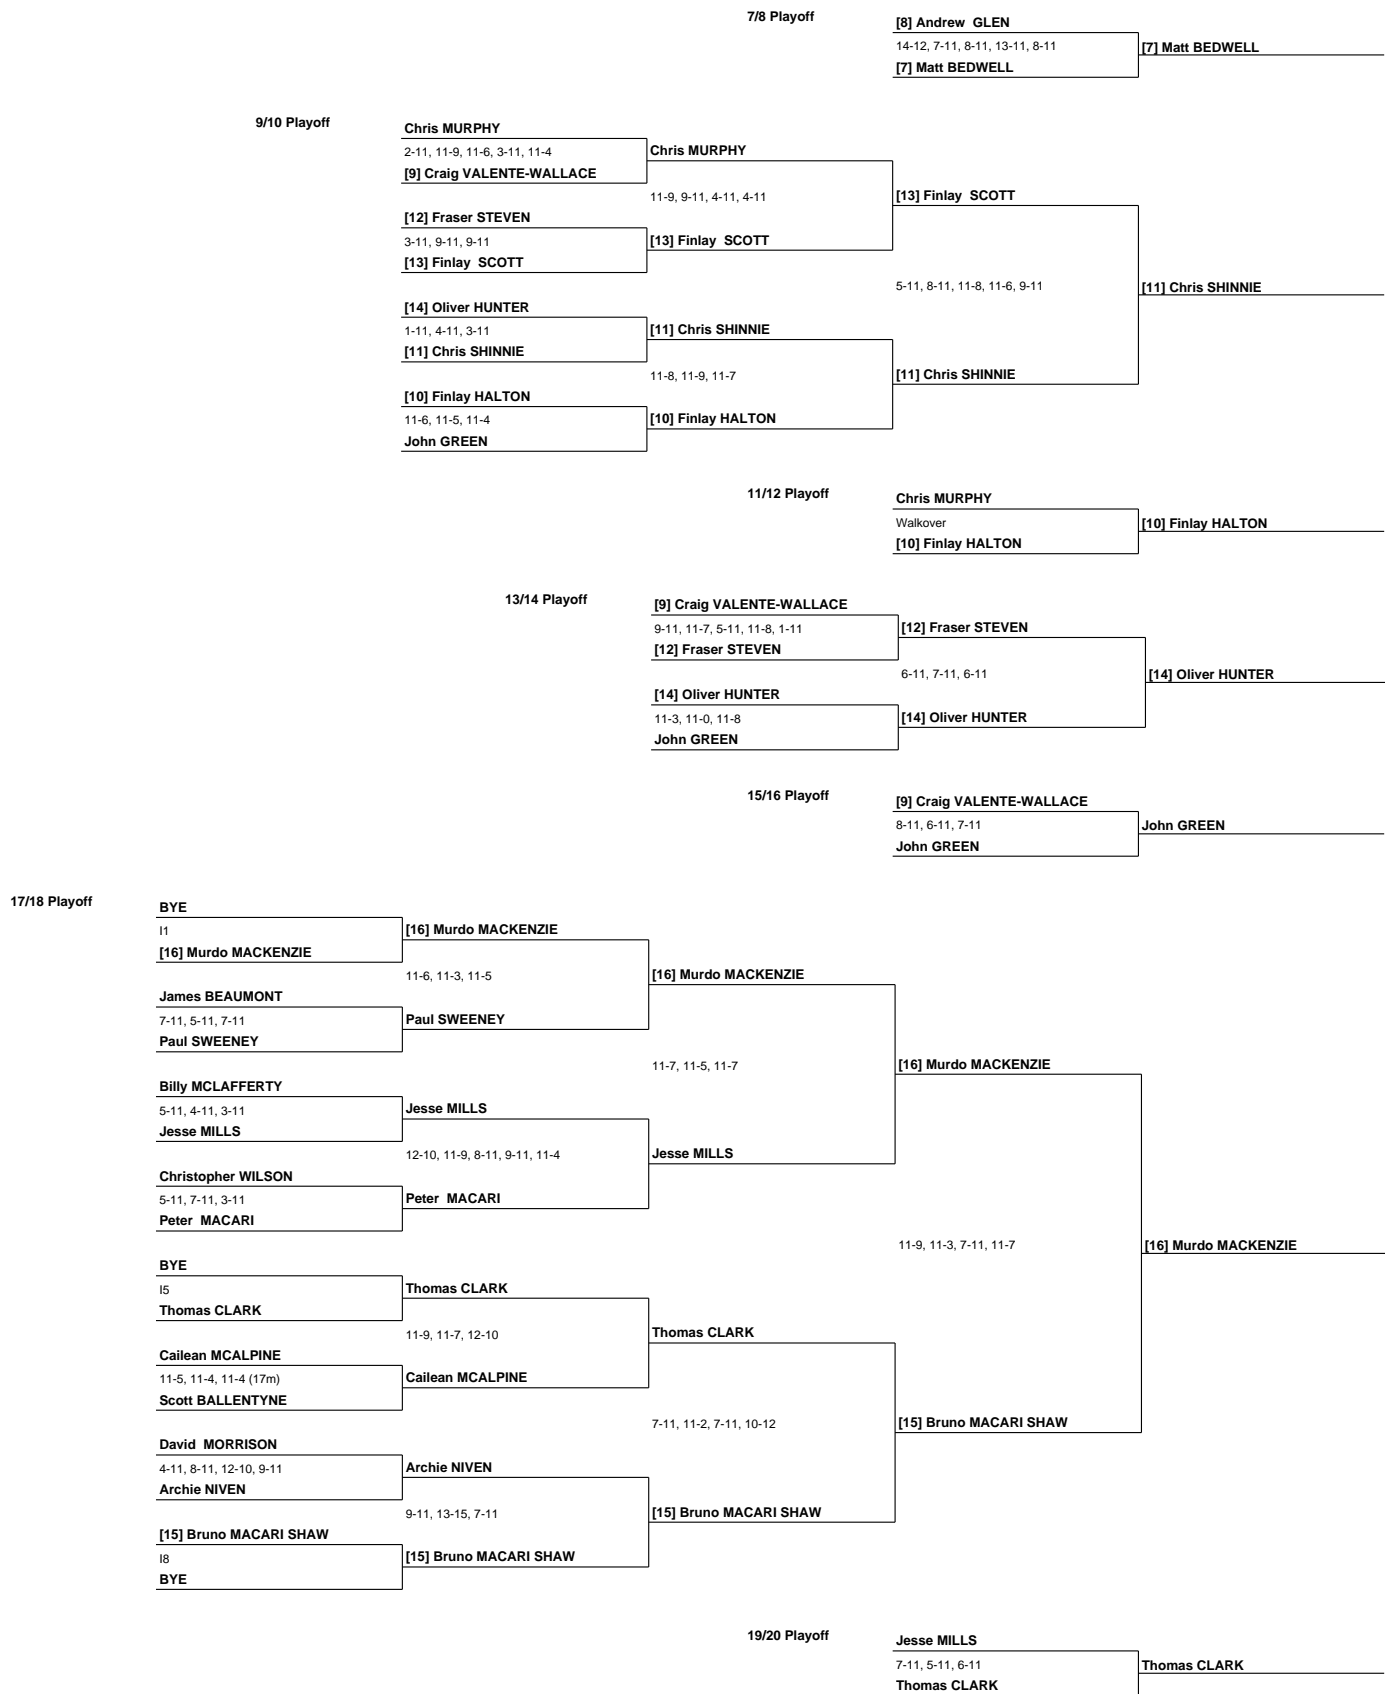 7/8 Playoff
[8] Andrew GLEN
14-12, 7-11, 8-11, 13-11, 8-11
[7] Matt BEDWELL
[7] Matt BEDWELL
9/10 Playoff
Chris MURPHY
2-11, 11-9, 11-6, 3-11, 11-4
Chris MURPHY
[9] Craig VALENTE-WALLACE
11-9, 9-11, 4-11, 4-11
[13] Finlay SCOTT
[12] Fraser STEVEN
3-11, 9-11, 9-11
[13] Finlay SCOTT
[13] Finlay SCOTT
5-11, 8-11, 11-8, 11-6, 9-11
[11] Chris SHINNIE
[14] Oliver HUNTER
1-11, 4-11, 3-11
[11] Chris SHINNIE
[11] Chris SHINNIE
11-8, 11-9, 11-7
[11] Chris SHINNIE
[10] Finlay HALTON
11-6, 11-5, 11-4
[10] Finlay HALTON
John GREEN
11/12 Playoff
Chris MURPHY
Walkover
[10] Finlay HALTON
[10] Finlay HALTON
13/14 Playoff
[9] Craig VALENTE-WALLACE
9-11, 11-7, 5-11, 11-8, 1-11
[12] Fraser STEVEN
[12] Fraser STEVEN
6-11, 7-11, 6-11
[14] Oliver HUNTER
[14] Oliver HUNTER
11-3, 11-0, 11-8
[14] Oliver HUNTER
John GREEN
15/16 Playoff
[9] Craig VALENTE-WALLACE
8-11, 6-11, 7-11
John GREEN
John GREEN
17/18 Playoff
BYE
I1
[16] Murdo MACKENZIE
[16] Murdo MACKENZIE
11-6, 11-3, 11-5
[16] Murdo MACKENZIE
James BEAUMONT
7-11, 5-11, 7-11
Paul SWEENEY
Paul SWEENEY
11-7, 11-5, 11-7
[16] Murdo MACKENZIE
Billy MCLAFFERTY
5-11, 4-11, 3-11
Jesse MILLS
Jesse MILLS
12-10, 11-9, 8-11, 9-11, 11-4
Jesse MILLS
Christopher WILSON
5-11, 7-11, 3-11
Peter MACARI
Peter MACARI
11-9, 11-3, 7-11, 11-7
[16] Murdo MACKENZIE
BYE
I5
Thomas CLARK
Thomas CLARK
11-9, 11-7, 12-10
Thomas CLARK
Cailean MCALPINE
11-5, 11-4, 11-4 (17m)
Cailean MCALPINE
Scott BALLENTYNE
7-11, 11-2, 7-11, 10-12
[15] Bruno MACARI SHAW
David MORRISON
4-11, 8-11, 12-10, 9-11
Archie NIVEN
Archie NIVEN
9-11, 13-15, 7-11
[15] Bruno MACARI SHAW
[15] Bruno MACARI SHAW
I8
[15] Bruno MACARI SHAW
BYE
19/20 Playoff
Jesse MILLS
7-11, 5-11, 6-11
Thomas CLARK
Thomas CLARK